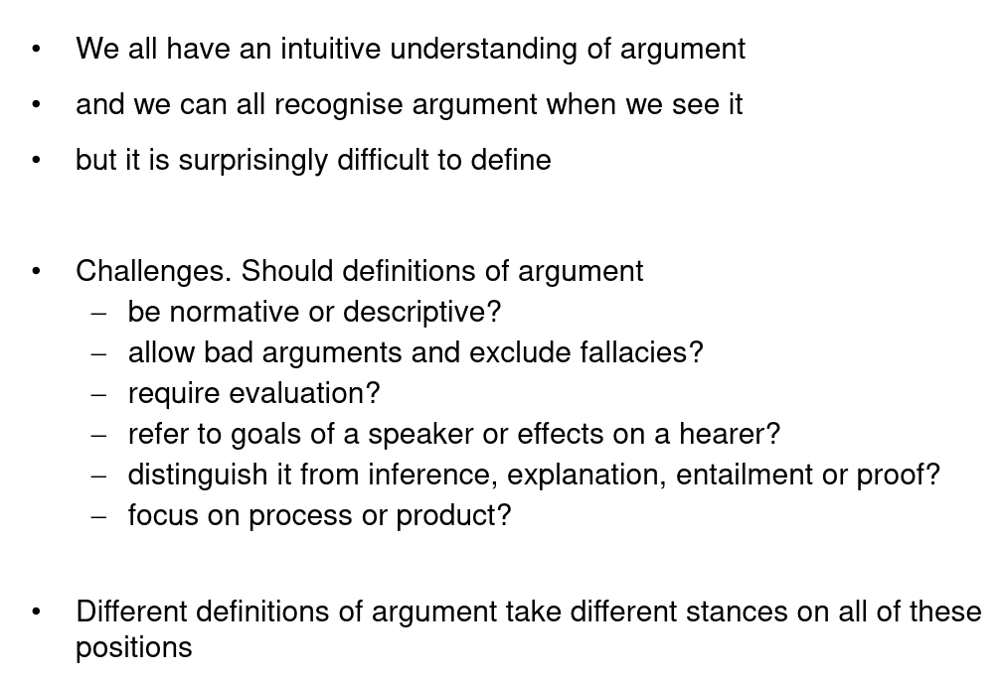 • We all have an intuitive understanding of argument
• and we can all recognise argument when we see it
• but it is surprisingly difficult to define
• Challenges. Should definitions of argument
– be normative or descriptive?
– allow bad arguments and exclude fallacies?
– require evaluation?
– refer to goals of a speaker or effects on a hearer?
– distinguish it from inference, explanation, entailment or proof?
– focus on process or product?
• Different definitions of argument take different stances on all of these
positions